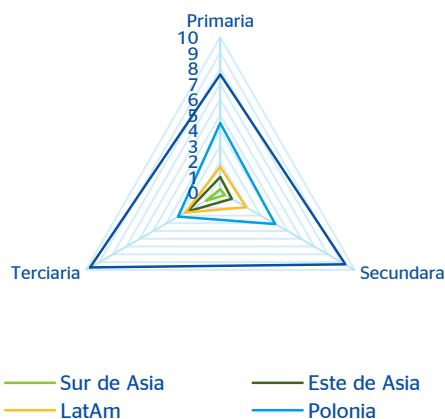 Primaria
10
9
8
7
6
5
4
3
2
1
0
Terciaria
Secundara
Sur de Asia
Este de Asia
LatAm
Polonia